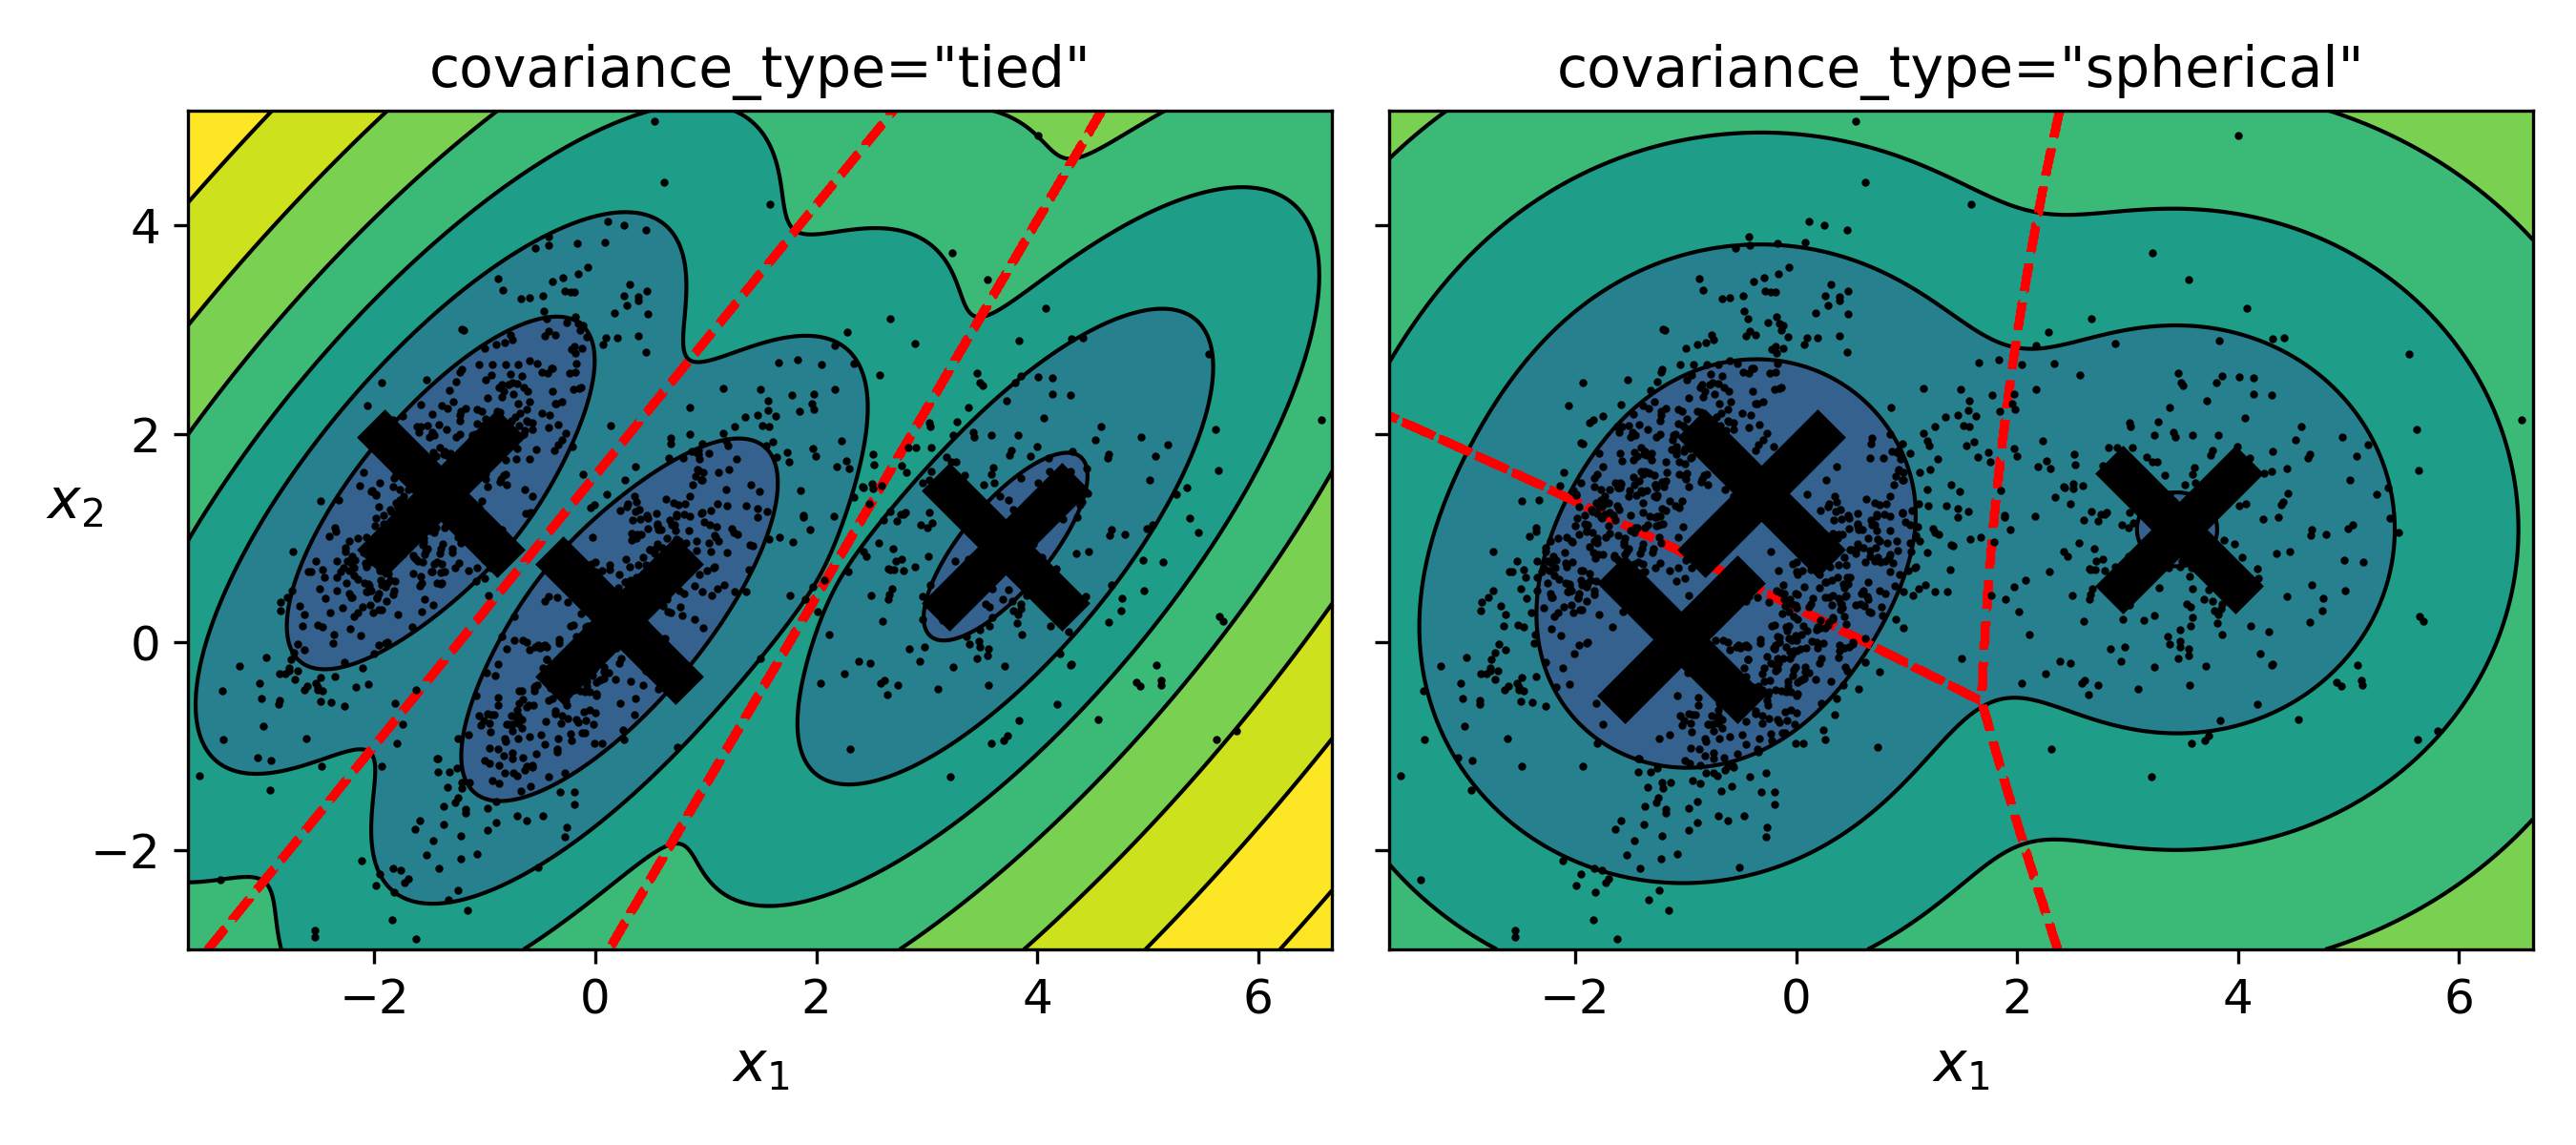 covariance_type="tied"
covariance_type="spherical"
4
2
0
−2
x₂
−2 0 2 4 6
−2 0 2 4 6
x₁
x₁